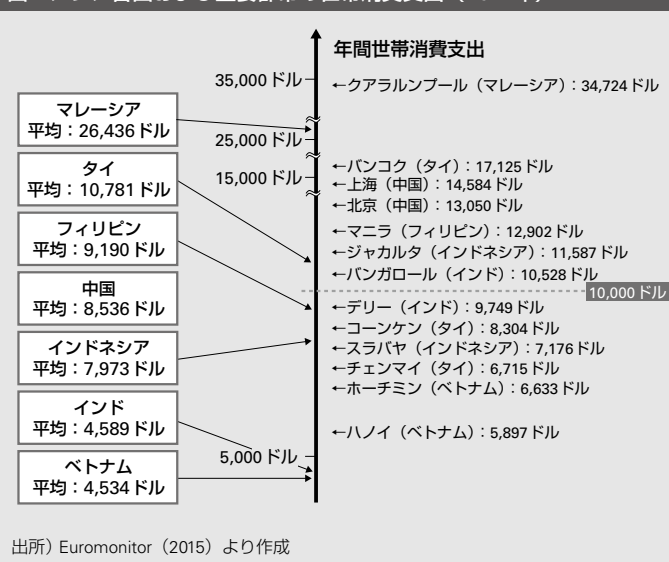 年間世帯消費支出
35,000ドル
←クアラルンプール（マレーシア）：34,724ドル
マレーシア
平均：26,436ドル
25,000ドル
タイ
平均：10,781ドル
15,000ドル
←バンコク（タイ）：17,125ドル
←上海（中国）：14,584ドル
←北京（中国）：13,050ドル
フィリピン
平均：9,190ドル
←マニラ（フィリピン）：12,902ドル
←ジャカルタ（インドネシア）：11,587ドル
←バンガロール（インド）：10,528ドル
10,000ドル
中国
平均：8,536ドル
←デリー（インド）：9,749ドル
←コーンケン（タイ）：8,304ドル
インドネシア
平均：7,973ドル
←スラバヤ（インドネシア）：7,176ドル
←チェンマイ（タイ）：6,715ドル
←ホーチミン（ベトナム）：6,633ドル
インド
平均：4,589ドル
←ハノイ（ベトナム）：5,897ドル
5,000ドル
ベトナム
平均：4,534ドル
出所）Euromonitor（2015）より作成